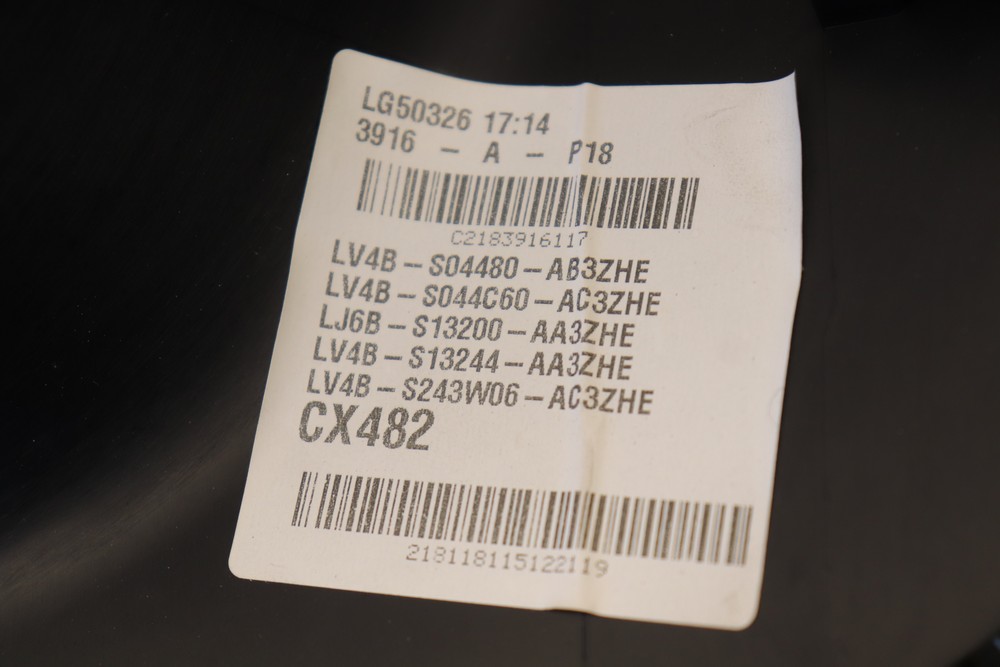 LG50326 17:14
3916 - A - P18
C2183916117
LV4B - S04480 - AB3ZHE
LV4B - S044C60 - AC3ZHE
LJ6B - S13200 - AA3ZHE
LV4B - S13244 - AA3ZHE
LV4B - S243W06 - AC3ZHE
CX482
218118115122119